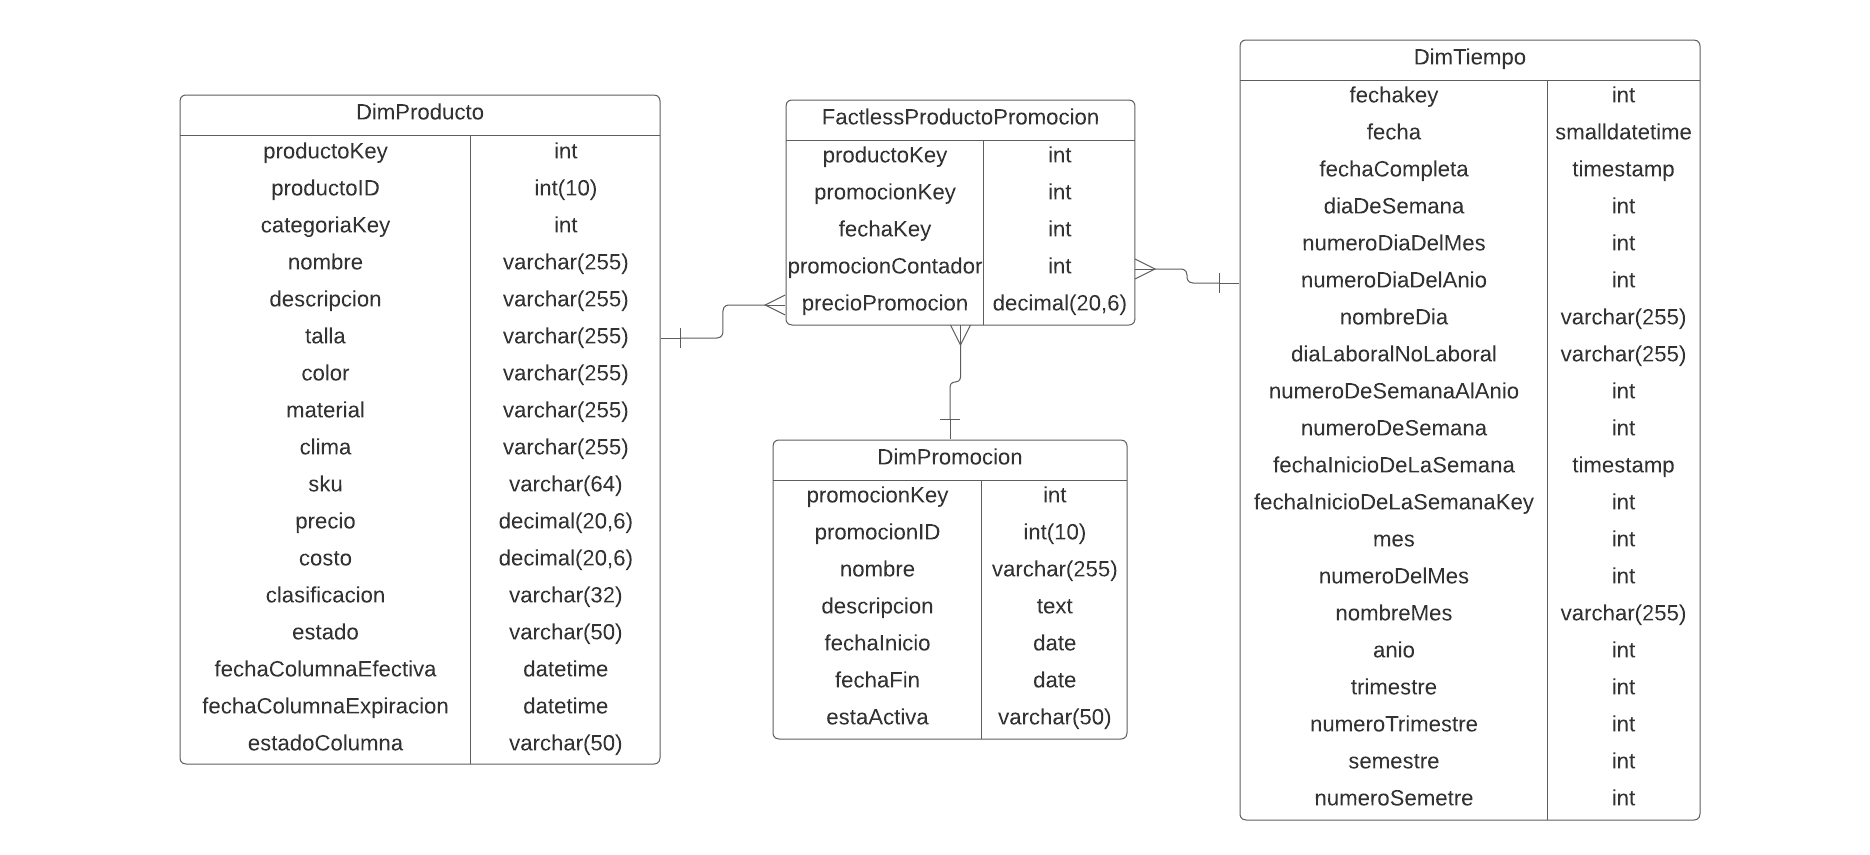 DimProducto
productoKey int
productoID int(10)
categoriaKey int
nombre varchar(255)
descripcion varchar(255)
talla varchar(255)
color varchar(255)
material varchar(255)
clima varchar(255)
sku varchar(64)
precio decimal(20,6)
costo decimal(20,6)
clasificacion varchar(32)
estado varchar(50)
fechaColumnaEfectiva datetime
fechaColumnaExpiracion datetime
estadoColumna varchar(50)
FactlessProductoPromocion
productoKey int
promocionKey int
fechaKey int
promocionContador int
precioPromocion decimal(20,6)
DimPromocion
promocionKey int
promocionID int(10)
nombre varchar(255)
descripcion text
fechaInicio date
fechaFin date
estaActiva varchar(50)
DimTiempo
fechakey int
fecha smalldatetime
fechaCompleta timestamp
diaDeSemana int
numeroDiaDelMes int
numeroDiaDelAnio int
nombreDia varchar(255)
diaLaboralNoLaboral varchar(255)
numeroDeSemanaAlAnio int
numeroDeSemana int
fechaInicioDeLaSemana timestamp
fechaInicioDeLaSemanaKey int
mes int
numeroDelMes int
nombreMes varchar(255)
anio int
trimestre int
numeroTrimestre int
semestre int
numeroSemetre int